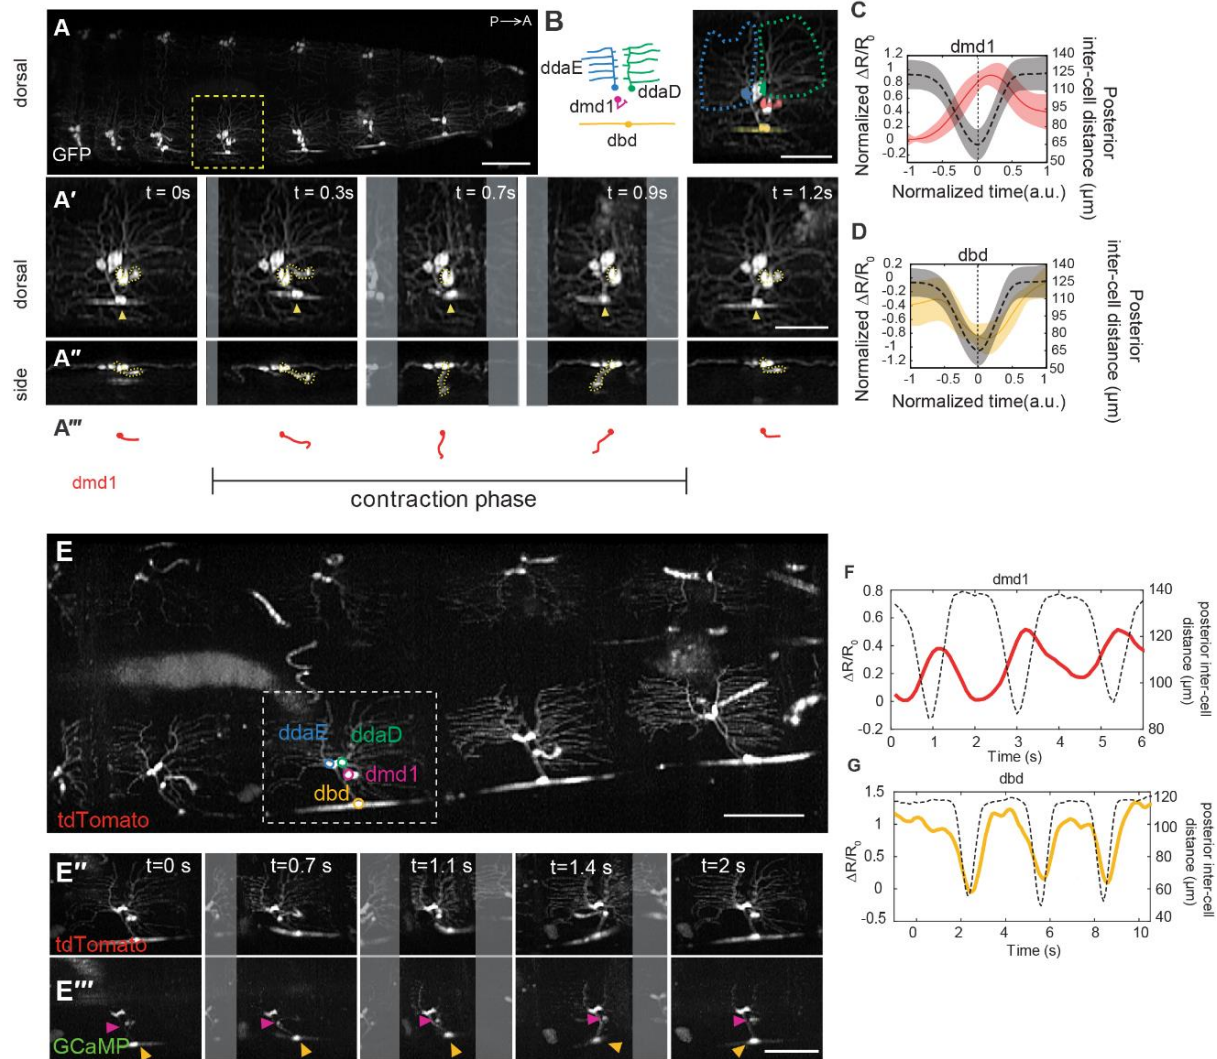 A
P→A
dorsal
GFP
B
ddaE
ddaD
dmd1
dbd
C
dmd1
Normalized ΔR/R0
1.2
1
0.8
0.6
0.4
0.2
0
-0.2
140
125
110
95
80
65
50
-1 -0.5 0 0.5 1
Normalized time(a.u.)
Posterior
inter-cell distance (μm)
A′
dorsal
t = 0s
t = 0.3s
t = 0.7s
t = 0.9s
t = 1.2s
A″
side
A‴
dmd1
contraction phase
D
dbd
Normalized ΔR/R0
0.2
0
-0.2
-0.4
-0.6
-0.8
-1
-1.2
140
125
110
95
80
65
50
-1 -0.5 0 0.5 1
Normalized time(a.u.)
Posterior
inter-cell distance (μm)
E
ddaE
ddaD
dmd1
dbd
tdTomato
E″
t=0 s
t=0.7 s
t=1.1 s
t=1.4 s
t=2 s
tdTomato
E‴
GCaMP
F
dmd1
ΔR/R0
0.8
0.6
0.4
0.2
0
-0.2
140
120
100
80
0 1 2 3 4 5 6
Time (s)
posterior inter-cell
distance (μm)
G
dbd
ΔR/R0
1.5
1
0.5
0
-0.5
120
100
80
60
40
0 2 4 6 8 10
Time (s)
posterior inter-cell
distance (μm)